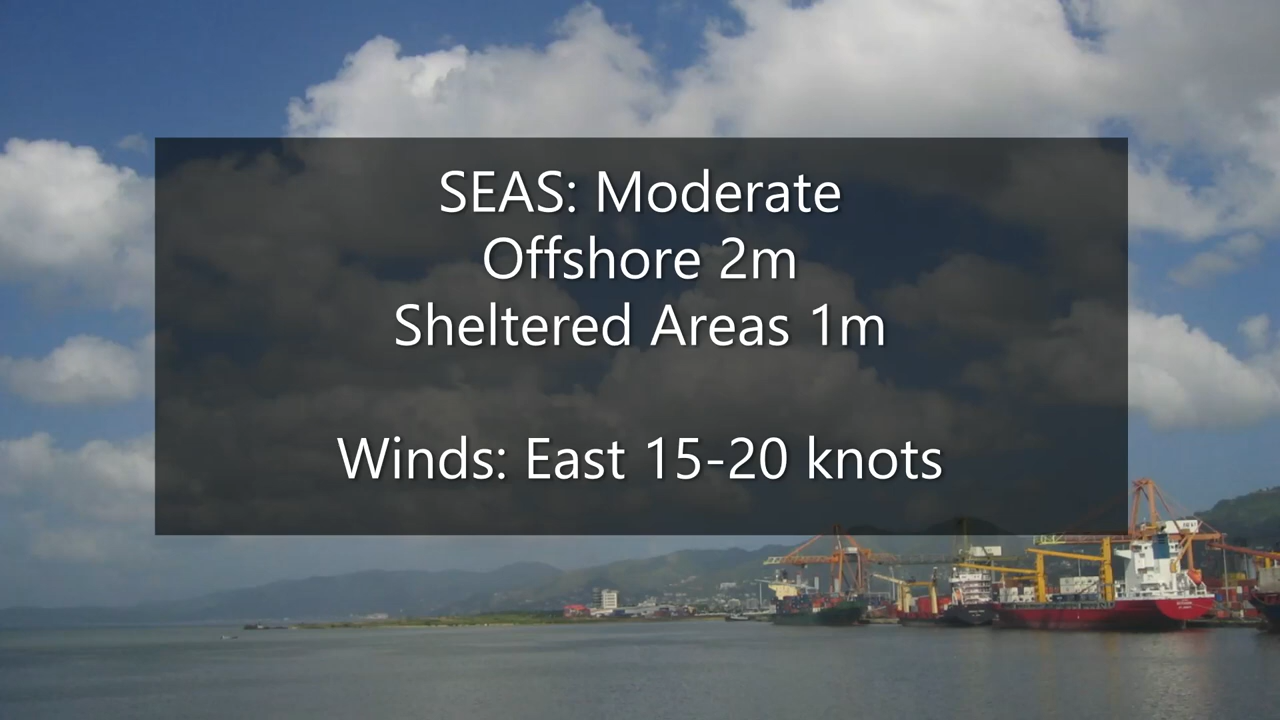 SEAS: Moderate
Offshore 2m
Sheltered Areas 1m
Winds: East 15-20 knots